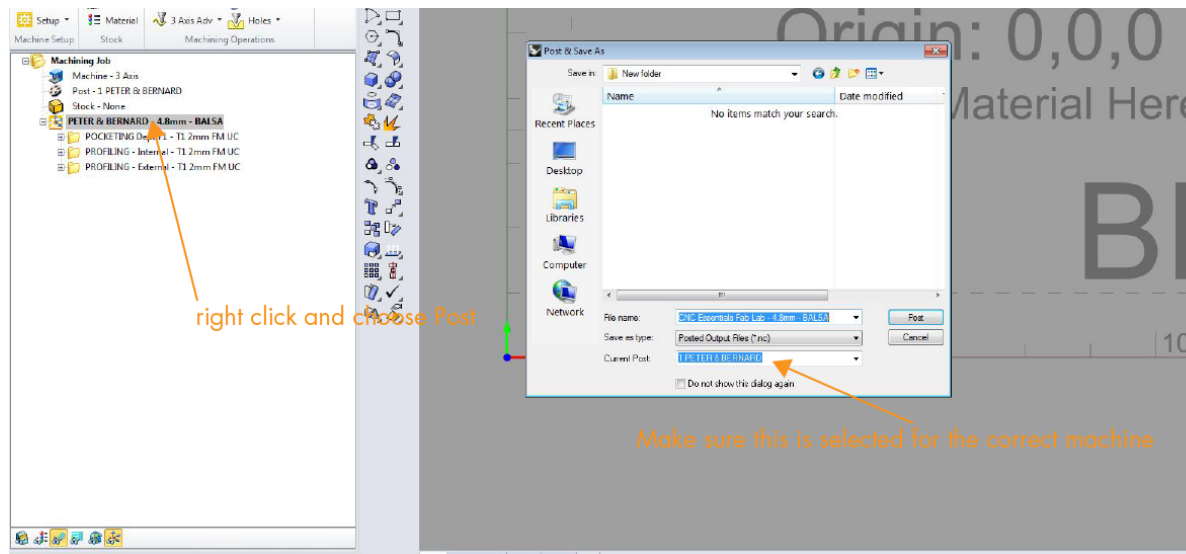 Setup
Material
3 Axis Adv
Holes
Machine Setup
Stock
Machining Operations
Machining Job
Machine - 3 Axis
Post - 1 PETER & BERNARD
Stock - None
PETER & BERNARD - 4.8mm - BALSA
POCKETING Depth1 - T1 2mm FM UC
PROFILING - Internal - T1 2mm FM UC
PROFILING - External - T1 2mm FM UC
right click and choose Post
Origin: 0,0,0
Material Here
Post & Save As
Save in:
New folder
Name
Date modified
No items match your search.
Recent Places
Desktop
Libraries
Computer
Network
File name:
CNC Essentials Fab Lab - 4.8mm - BALSA
Post
Save as type:
Posted Output Files (*.nc)
Cancel
Current Post:
1 PETER & BERNARD
Do not show this dialog again
10
Make sure this is selected for the correct machine